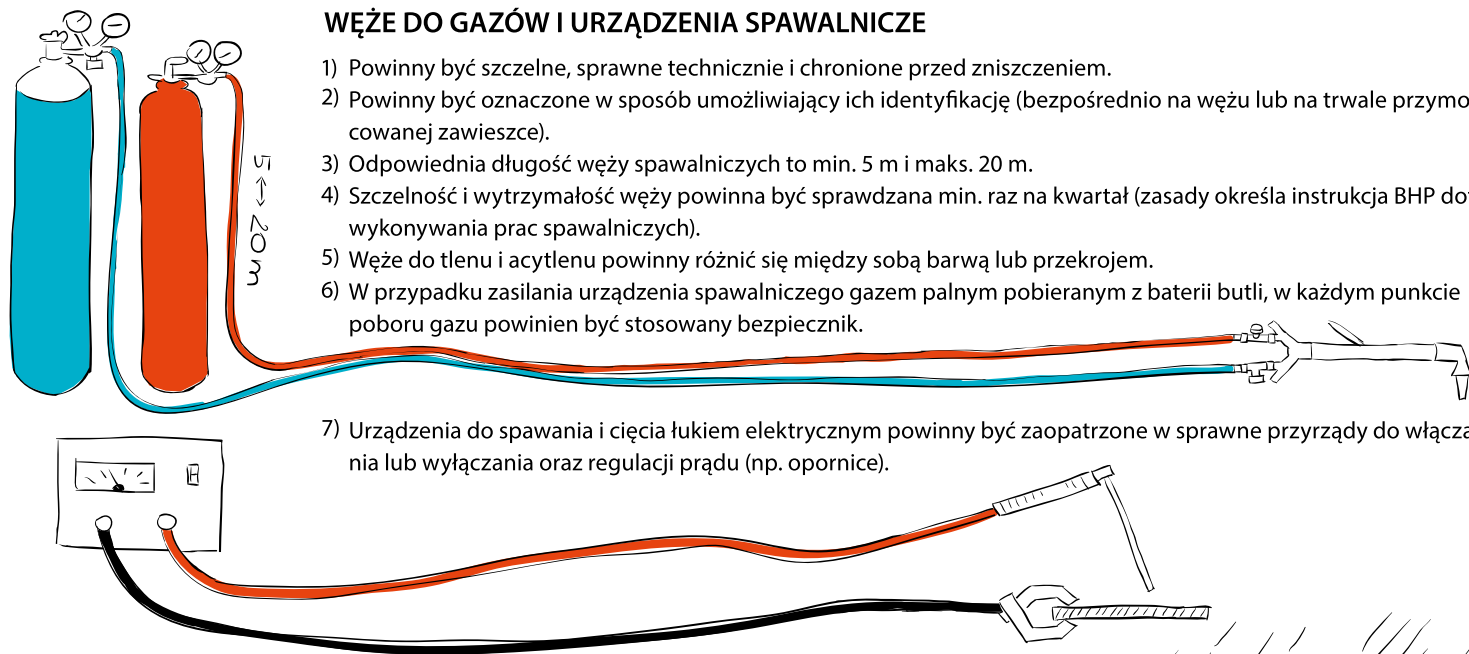 WĘŻE DO GAZÓW I URZĄDZENIA SPAWALNICZE
1) Powinny być szczelne, sprawne technicznie i chronione przed zniszczeniem.
2) Powinny być oznaczone w sposób umożliwiający ich identyfikację (bezpośrednio na wężu lub na trwale przymo
cowanej zawieszce).
3) Odpowiednia długość węży spawalniczych to min. 5 m i maks. 20 m.
4) Szczelność i wytrzymałość węży powinna być sprawdzana min. raz na kwartał (zasady określa instrukcja BHP do
wykonywania prac spawalniczych).
5) Węże do tlenu i acytlenu powinny różnić się między sobą barwą lub przekrojem.
6) W przypadku zasilania urządzenia spawalniczego gazem palnym pobieranym z baterii butli, w każdym punkcie
poboru gazu powinien być stosowany bezpiecznik.
5 ↔ 20 m
7) Urządzenia do spawania i cięcia łukiem elektrycznym powinny być zaopatrzone w sprawne przyrządy do włącza
nia lub wyłączania oraz regulacji prądu (np. opornice).